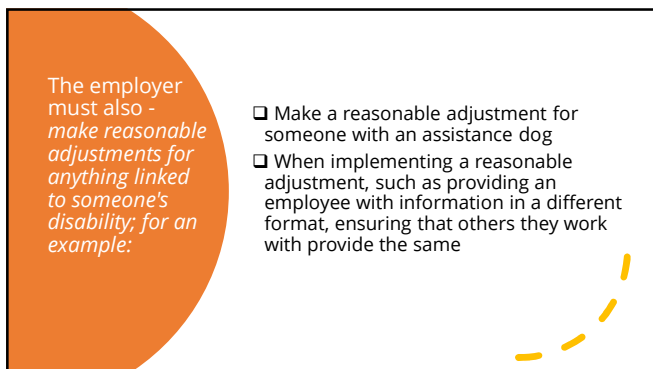 The employer
must also -
make reasonable
adjustments for
anything linked
to someone's
disability; for an
example:
❑ Make a reasonable adjustment for
someone with an assistance dog
❑ When implementing a reasonable
adjustment, such as providing an
employee with information in a different
format, ensuring that others they work
with provide the same